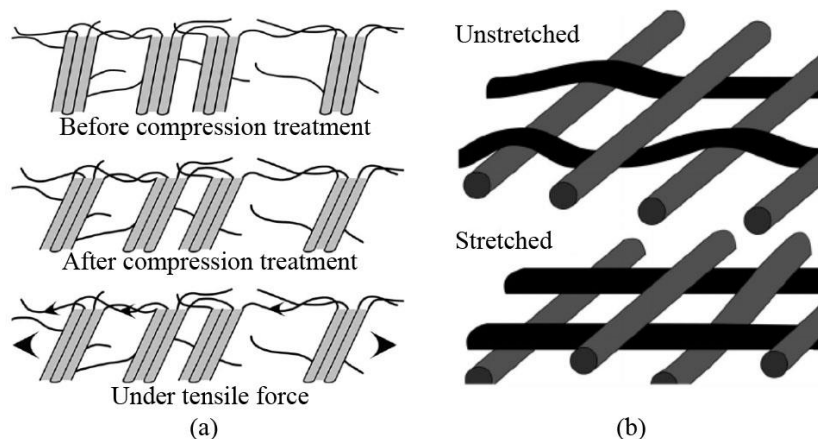 Before compression treatment
After compression treatment
Under tensile force
(a)
Unstretched
Stretched
(b)